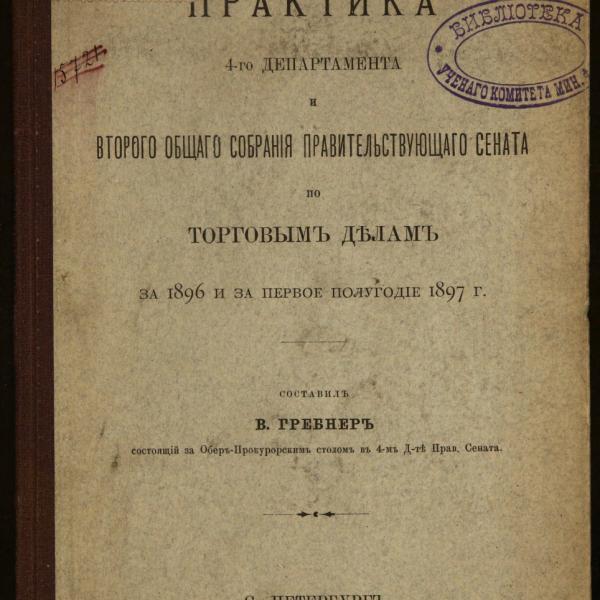 ПРАКТИКА
4-го ДЕПАРТАМЕНТА
И
ВТОРОГО ОБЩАГО СОБРАНІЯ ПРАВИТЕЛЬСТВУЮЩАГО СЕНАТА
ПО
ТОРГОВЫМЪ ДѢЛАМЪ
ЗА 1896 И ЗА ПЕРВОЕ ПОЛУГОДІЕ 1897 Г.
СОСТАВИЛЪ
В. ГРЕБНЕРЪ
состоящій за Оберъ-Прокурорскимъ столомъ въ 4-мъ Д-тѣ Прав. Сената.
С.-ПЕТЕРБУРГЪ
БИБЛІОТЕКА
УЧЕНАГО КОМИТЕТА МИН.